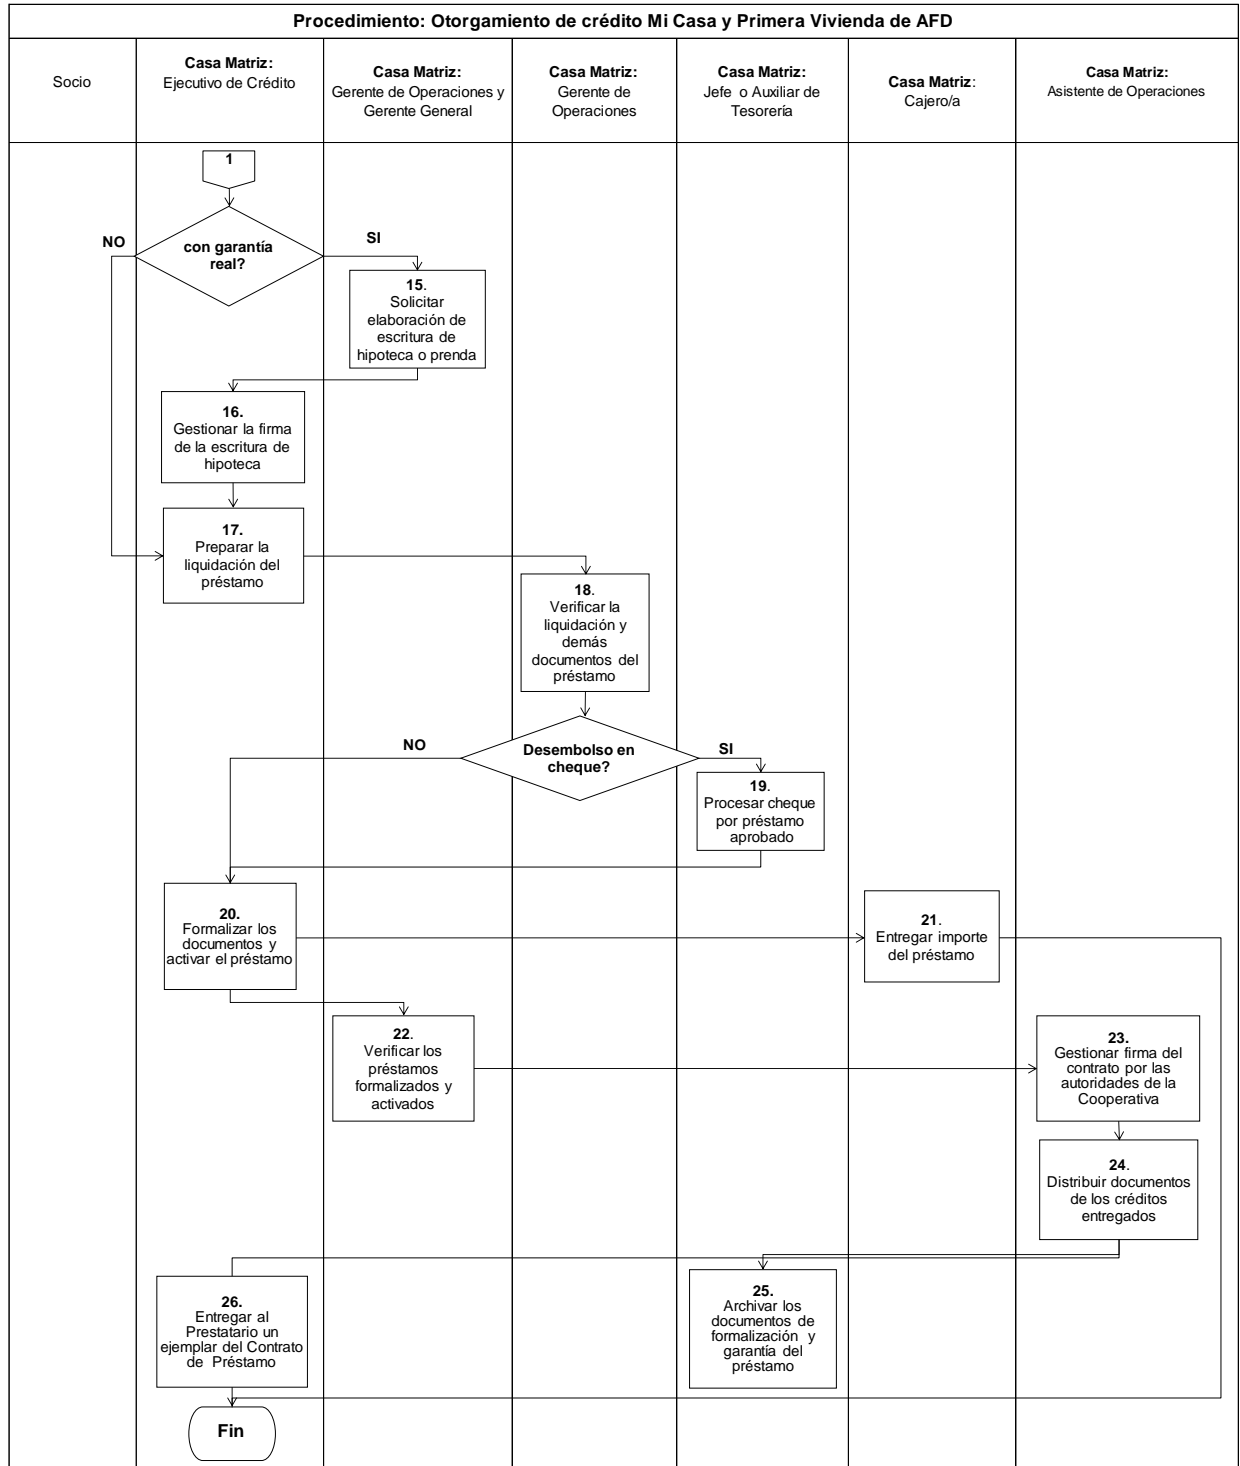 Procedimiento: Otorgamiento de crédito Mi Casa y Primera Vivienda de AFD
Socio
Casa Matriz:
Ejecutivo de Crédito
Casa Matriz:
Gerente de Operaciones y
Gerente General
Casa Matriz:
Gerente de
Operaciones
Casa Matriz:
Jefe o Auxiliar de
Tesorería
Casa Matriz:
Cajero/a
Casa Matriz:
Asistente de Operaciones
1
NO
con garantía
real?
SI
15.
Solicitar
elaboración de
escritura de
hipoteca o prenda
16.
Gestionar la firma
de la escritura de
hipoteca
17.
Preparar la
liquidación del
préstamo
18.
Verificar la
liquidación y
demás
documentos del
préstamo
NO
Desembolso en
cheque?
SI
19.
Procesar cheque
por préstamo
aprobado
20.
Formalizar los
documentos y
activar el préstamo
21.
Entregar importe
del préstamo
22.
Verificar los
préstamos
formalizados y
activados
23.
Gestionar firma del
contrato por las
autoridades de la
Cooperativa
24.
Distribuir documentos
de los créditos
entregados
25.
Archivar los
documentos de
formalización y
garantía del
préstamo
26.
Entregar al
Prestatario un
ejemplar del Contrato
de Préstamo
Fin